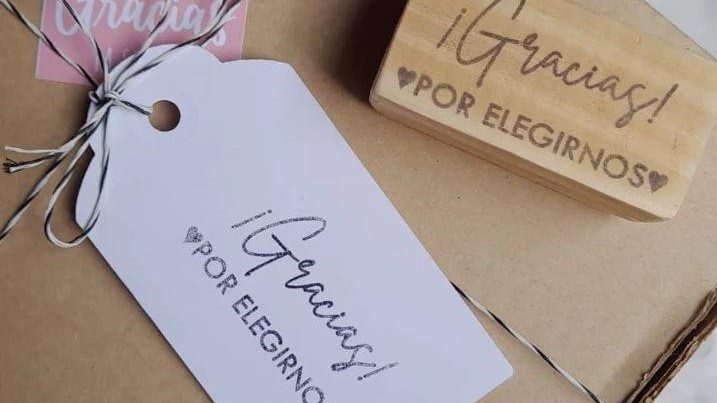 Gracias
¡Gracias!
POR ELEGIRNOS
¡Gracias!
POR ELEGIRNOS